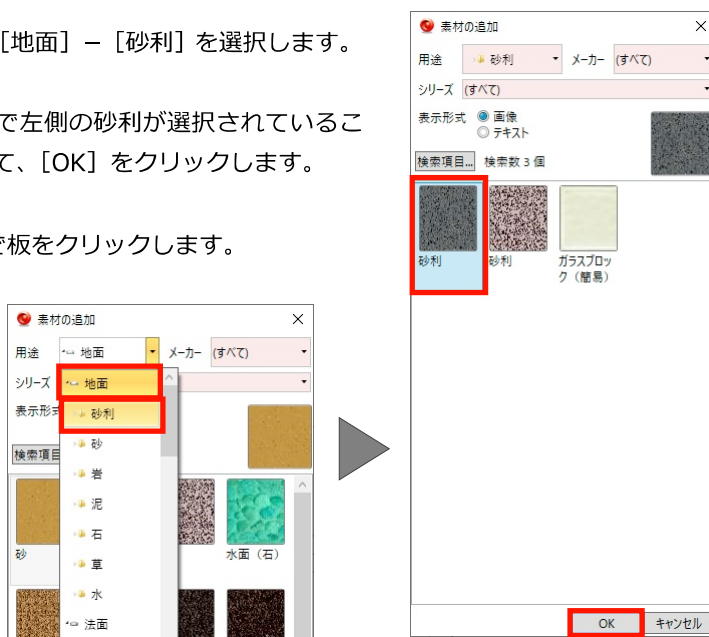 ［地面］－［砂利］を選択します。
で左側の砂利が選択されているこ
て、［OK］をクリックします。
で板をクリックします。
素材の追加
用途 地面 メーカー (すべて)
シリーズ
地面
表示形式
砂利
検索項目
砂
岩
泥
石
草
水
法面
砂
水面（石）
素材の追加
用途 砂利 メーカー (すべて)
シリーズ (すべて)
表示形式 画像
テキスト
検索項目... 検索数 3 個
砂利 砂利 ガラスブロッ
ク（簡易）
OK キャンセル